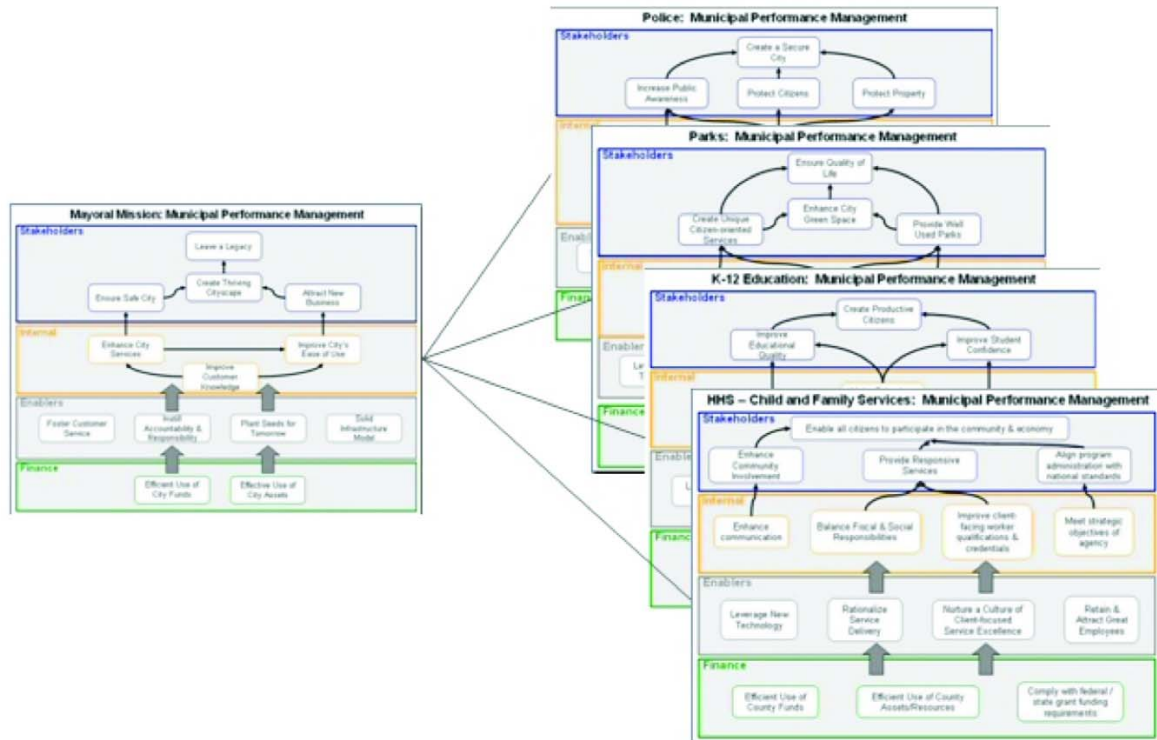 Mayoral Mission: Municipal Performance Management
Stakeholders
Leave a Legacy
Create Thriving
Cityscape
Ensure Safe City
Attract New
Business
Internal
Enhance City
Services
Improve City's
Ease of Use
Improve
Customer
Knowledge
Enablers
Foster Customer
Service
Instill
Accountability &
Responsibility
Plant Seeds for
Tomorrow
Solid
Infrastructure
Model
Finance
Efficient Use of
City Funds
Effective Use of
City Assets
Police: Municipal Performance Management
Stakeholders
Create a Secure
City
Increase Public
Awareness
Protect Citizens
Protect Property
Internal
Enabl
Financ
Parks: Municipal Performance Management
Stakeholders
Ensure Quality of
Life
Enhance City
Green Space
Create Unique
Citizen-oriented
Services
Provide Well
Used Parks
Internal
Enablers
Finance
K-12 Education: Municipal Performance Management
Stakeholders
Create Productive
Citizens
Improve
Educational
Quality
Improve Student
Confidence
Internal
Enable
Finance
HHS – Child and Family Services: Municipal Performance Management
Stakeholders
Enable all citizens to participate in the community & economy
Enhance
Community
Involvement
Provide Responsive
Services
Align program
administration with
national standards
Internal
Enhance
communication
Balance Fiscal & Social
Responsibilities
Improve client-
facing worker
qualifications &
credentials
Meet strategic
objectives of
agency
Enablers
Leverage New
Technology
Rationalize
Service
Delivery
Nurture a Culture of
Client-focused
Service Excellence
Retain &
Attract Great
Employees
Finance
Efficient Use of
County Funds
Efficient Use of County
Assets/Resources
Comply with federal /
state grant funding
requirements